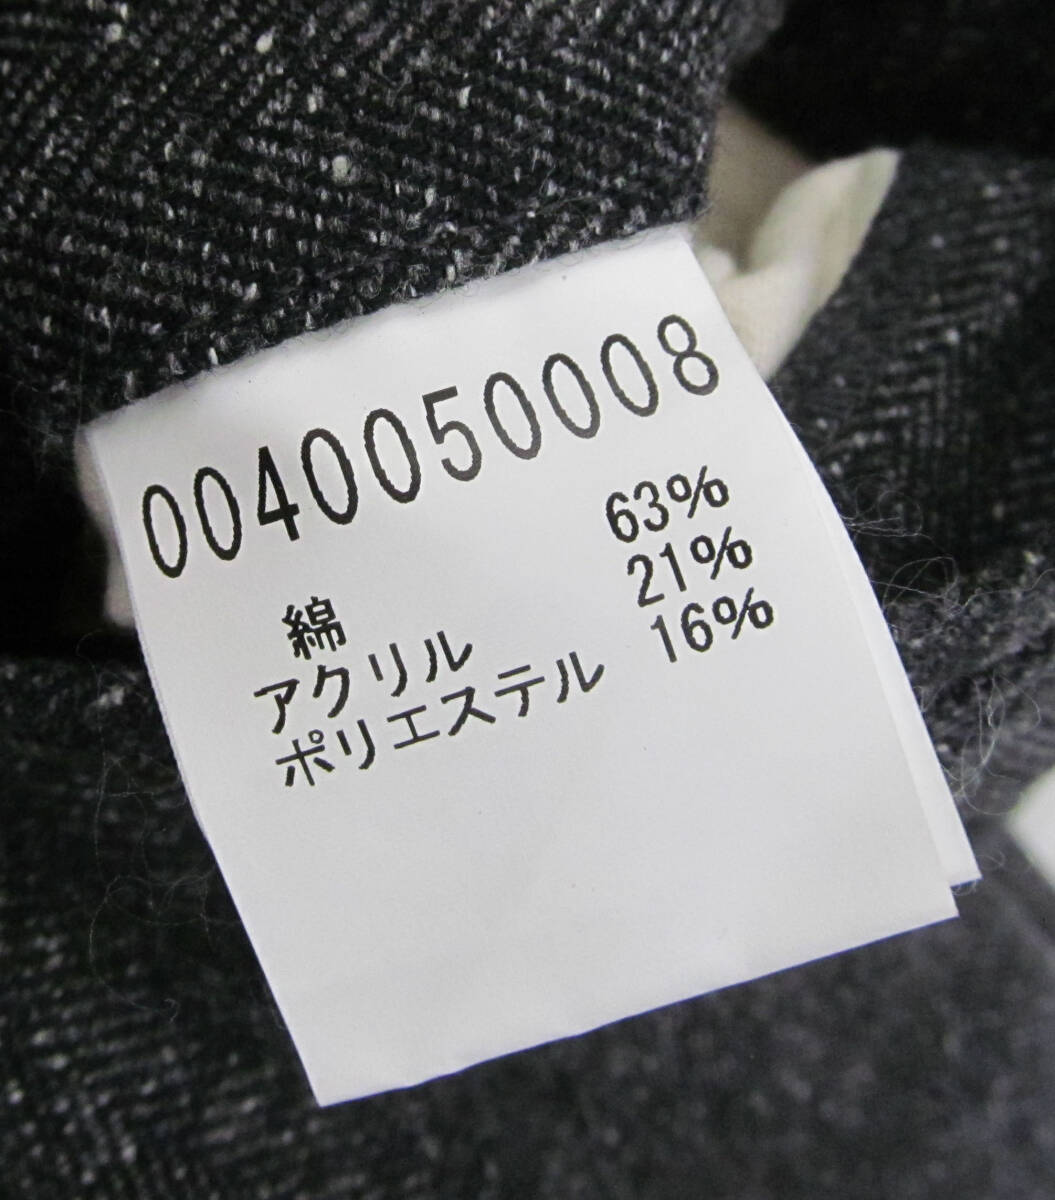 0040050008
綿 63%
アクリル 21%
ポリエステル 16%